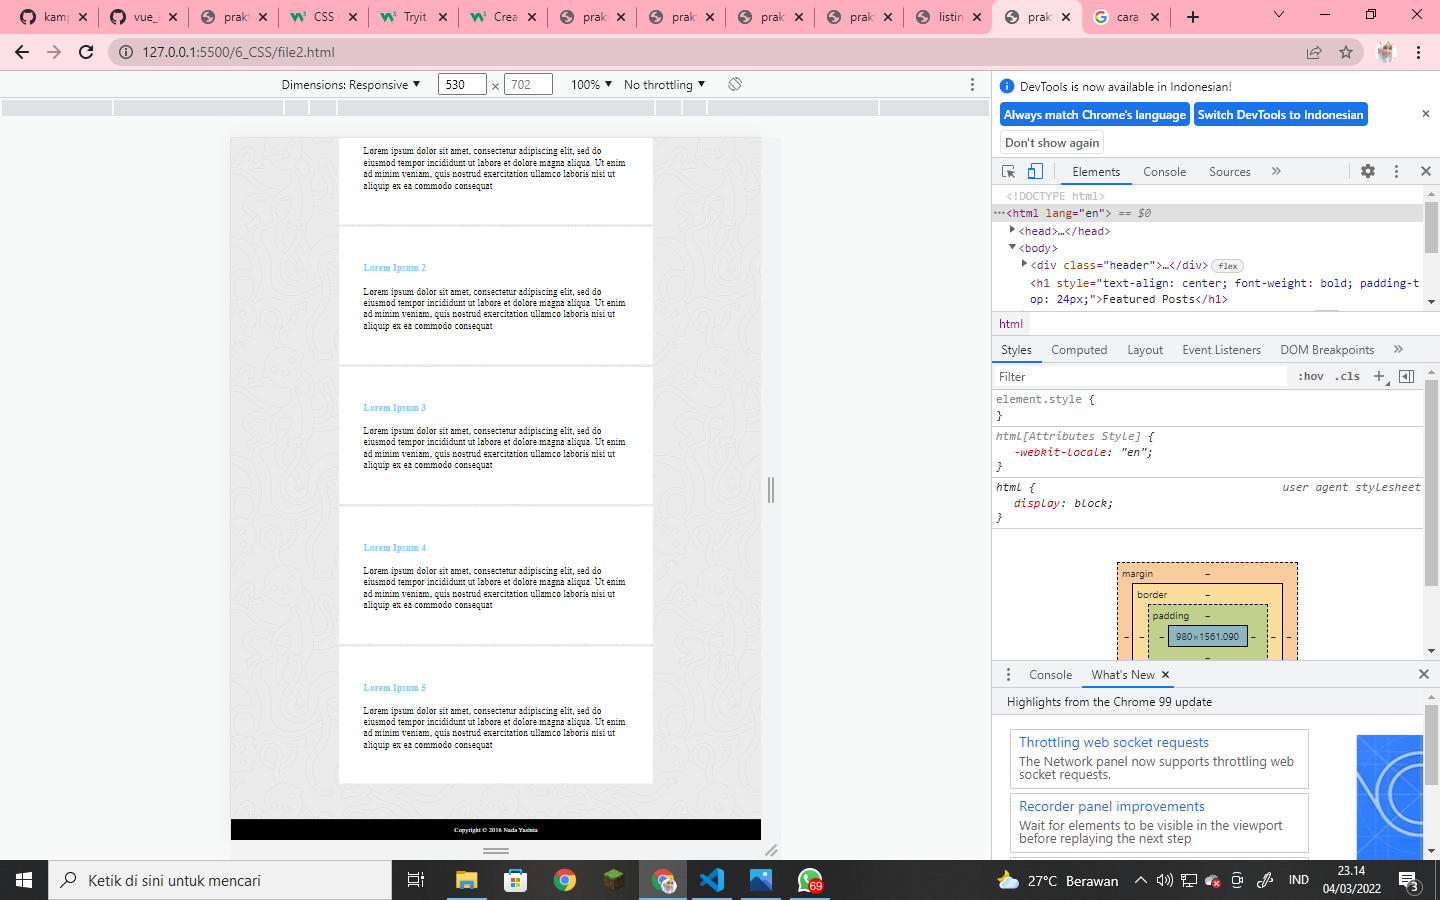 kamp
vue_i
prakt
CSS
Tryit
Crea
prakt
prakt
prakt
prakt
listin
prakt
cara
127.0.0.1:5500/6_CSS/file2.html
Dimensions: Responsive
530
×
702
100%
No throttling
Lorem ipsum dolor sit amet, consectetur adipiscing elit, sed do
eiusmod tempor incididunt ut labore et dolore magna aliqua. Ut enim
ad minim veniam, quis nostrud exercitation ullamco laboris nisi ut
aliquip ex ea commodo consequat
Lorem Ipsum 2
Lorem ipsum dolor sit amet, consectetur adipiscing elit, sed do
eiusmod tempor incididunt ut labore et dolore magna aliqua. Ut enim
ad minim veniam, quis nostrud exercitation ullamco laboris nisi ut
aliquip ex ea commodo consequat
Lorem Ipsum 3
Lorem ipsum dolor sit amet, consectetur adipiscing elit, sed do
eiusmod tempor incididunt ut labore et dolore magna aliqua. Ut enim
ad minim veniam, quis nostrud exercitation ullamco laboris nisi ut
aliquip ex ea commodo consequat
Lorem Ipsum 4
Lorem ipsum dolor sit amet, consectetur adipiscing elit, sed do
eiusmod tempor incididunt ut labore et dolore magna aliqua. Ut enim
ad minim veniam, quis nostrud exercitation ullamco laboris nisi ut
aliquip ex ea commodo consequat
Lorem Ipsum 5
Lorem ipsum dolor sit amet, consectetur adipiscing elit, sed do
eiusmod tempor incididunt ut labore et dolore magna aliqua. Ut enim
ad minim veniam, quis nostrud exercitation ullamco laboris nisi ut
aliquip ex ea commodo consequat
Copyright © 2016 Nada Yasinta
DevTools is now available in Indonesian!
Always match Chrome's language
Switch DevTools to Indonesian
Don't show again
Elements
Console
Sources
<!DOCTYPE html>
<html lang="en"> == $0
<head>…</head>
<body>
<div class="header">…</div> flex
<h1 style="text-align: center; font-weight: bold; padding-t
op: 24px;">Featured Posts</h1>
html
Styles
Computed
Layout
Event Listeners
DOM Breakpoints
Filter
:hov
.cls
element.style {
}
html[Attributes Style] {
-webkit-locale: "en";
}
html {
user agent stylesheet
display: block;
}
margin
border
padding
980×1561.090
Console
What's New
Highlights from the Chrome 99 update
Throttling web socket requests
The Network panel now supports throttling web
socket requests.
Recorder panel improvements
Wait for elements to be visible in the viewport
before replaying the next step
Ketik di sini untuk mencari
69
27°C Berawan
IND
23.14
04/03/2022
3